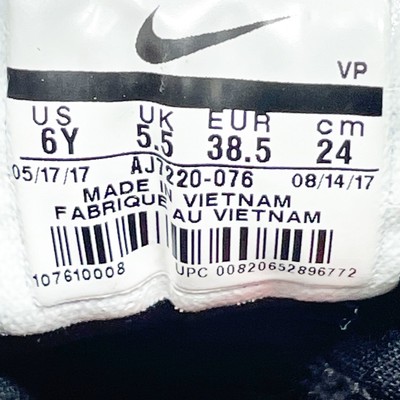 VP
US UK EUR cm
6Y 5.5 38.5 24
05/17/17 AJ7220-076 08/14/17
MADE IN VIETNAM
FABRIQUE AU VIETNAM
107610008 UPC 00820652896772